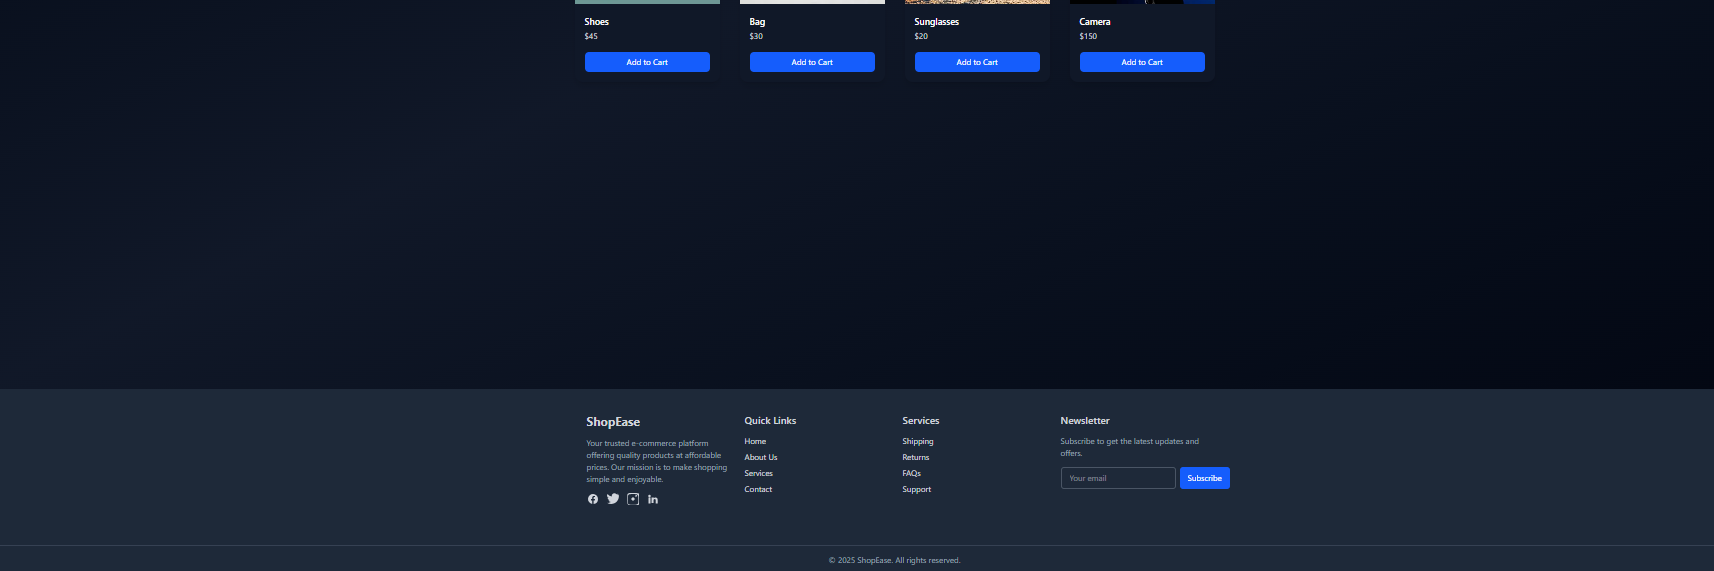 Shoes
$45
Add to Cart
Bag
$30
Add to Cart
Sunglasses
$20
Add to Cart
Camera
$150
Add to Cart
ShopEase
Your trusted e-commerce platform
offering quality products at affordable
prices. Our mission is to make shopping
simple and enjoyable.
Quick Links
Home
About Us
Services
Contact
Services
Shipping
Returns
FAQs
Support
Newsletter
Subscribe to get the latest updates and
offers.
Your email
Subscribe
© 2025 ShopEase. All rights reserved.